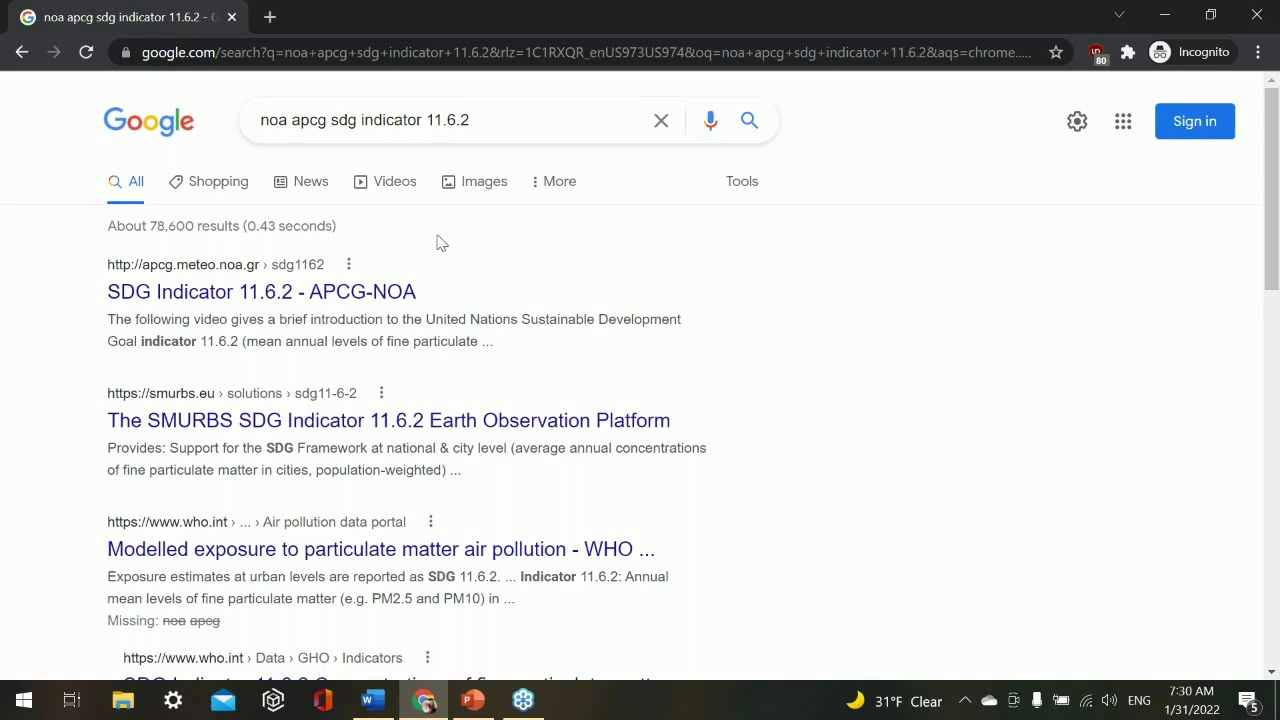 noa apcg sdg indicator 11.6.2 - G
google.com/search?q=noa+apcg+sdg+indicator+11.6.2&rlz=1C1RXQR_enUS973US974&oq=noa+apcg+sdg+indicator+11.6.2&aqs=chrome.....
80
Incognito
Google
noa apcg sdg indicator 11.6.2
Sign in
All
Shopping
News
Videos
Images
More
Tools
About 78,600 results (0.43 seconds)
http://apcg.meteo.noa.gr › sdg1162
SDG Indicator 11.6.2 - APCG-NOA
The following video gives a brief introduction to the United Nations Sustainable Development
Goal indicator 11.6.2 (mean annual levels of fine particulate ...
https://smurbs.eu › solutions › sdg11-6-2
The SMURBS SDG Indicator 11.6.2 Earth Observation Platform
Provides: Support for the SDG Framework at national & city level (average annual concentrations
of fine particulate matter in cities, population-weighted) ...
https://www.who.int › ... › Air pollution data portal
Modelled exposure to particulate matter air pollution - WHO ...
Exposure estimates at urban levels are reported as SDG 11.6.2. ... Indicator 11.6.2: Annual
mean levels of fine particulate matter (e.g. PM2.5 and PM10) in ...
Missing: noa apcg
https://www.who.int › Data › GHO › Indicators
31°F Clear
ENG
7:30 AM
1/31/2022
5